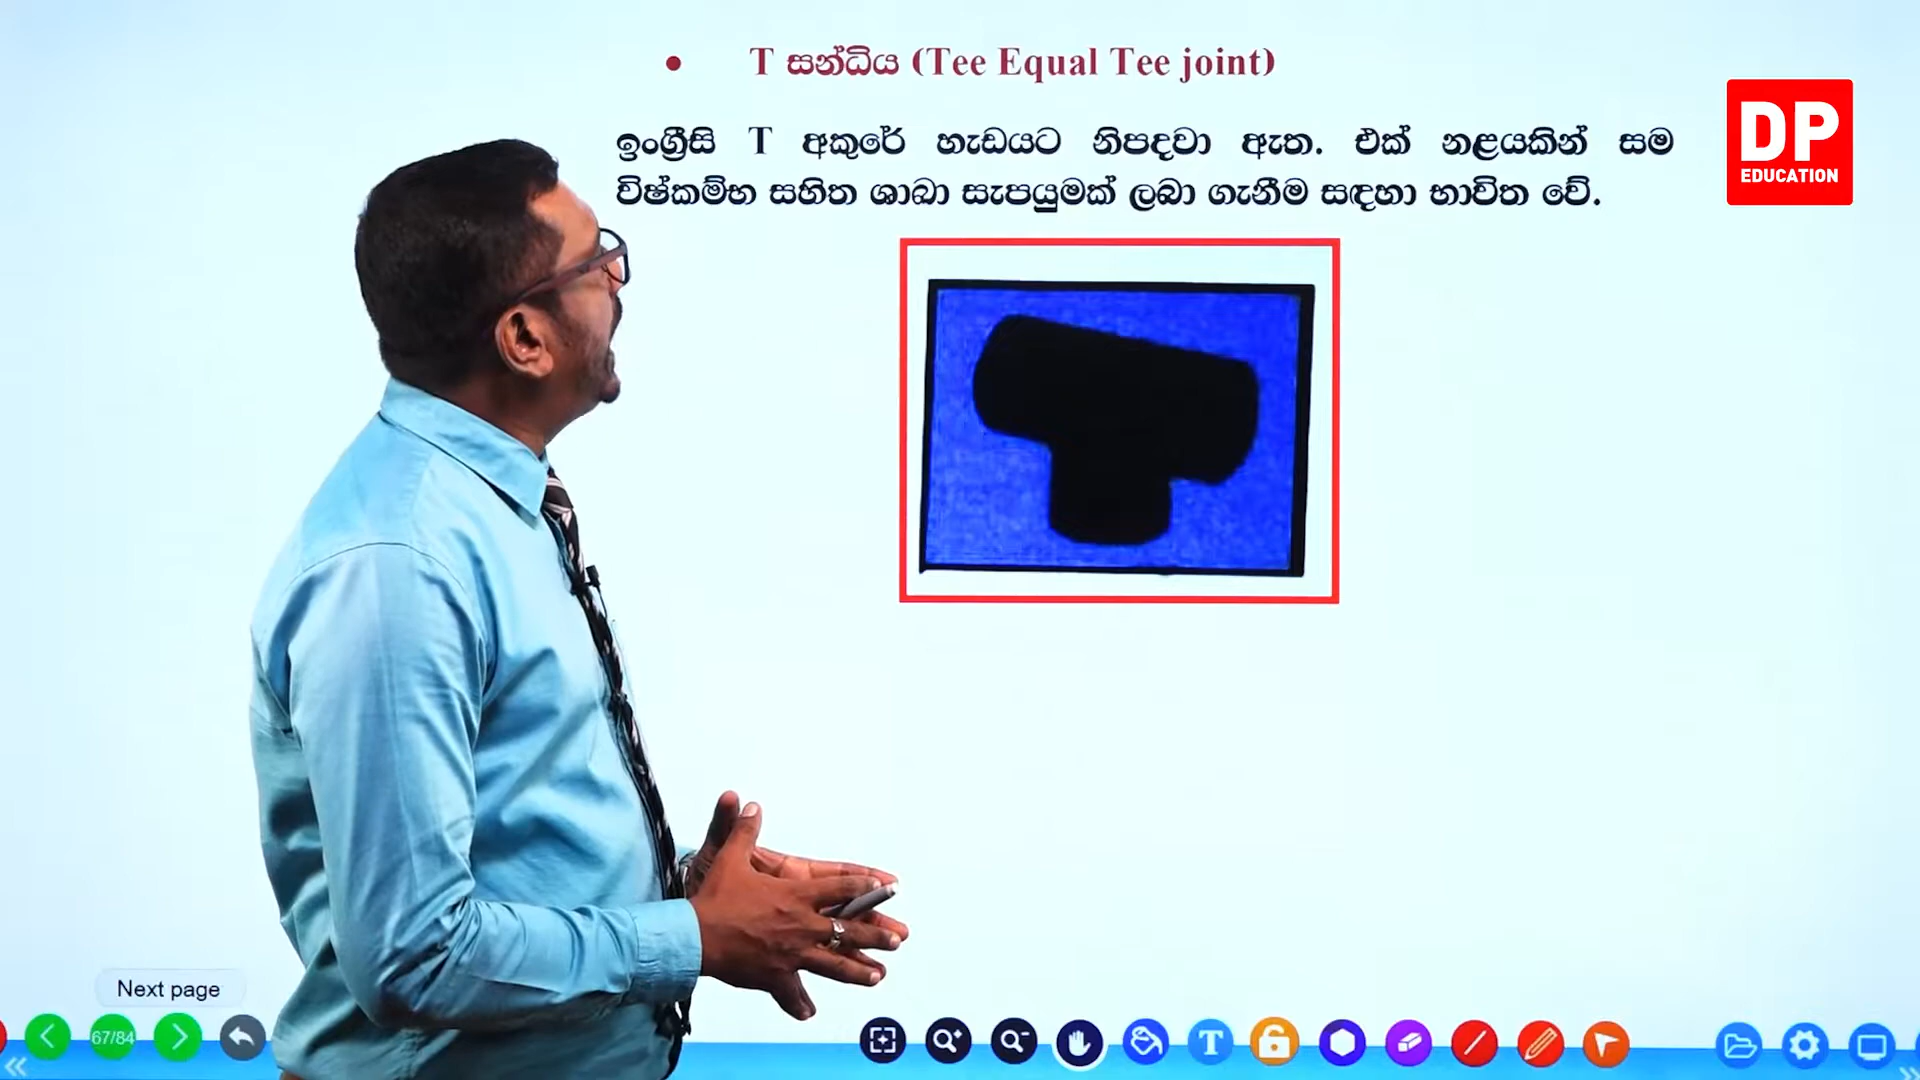 • T සන්ධිය (Tee Equal Tee joint)
ඉංග්‍රීසි T අකුරේ හැඩයට නිපදවා ඇත. එක් නළයකින් සම
විෂ්කම්භ සහිත ශාඛා සැපයුමක් ලබා ගැනීම සඳහා භාවිත වේ.
DP
EDUCATION
Next page
67/84
T